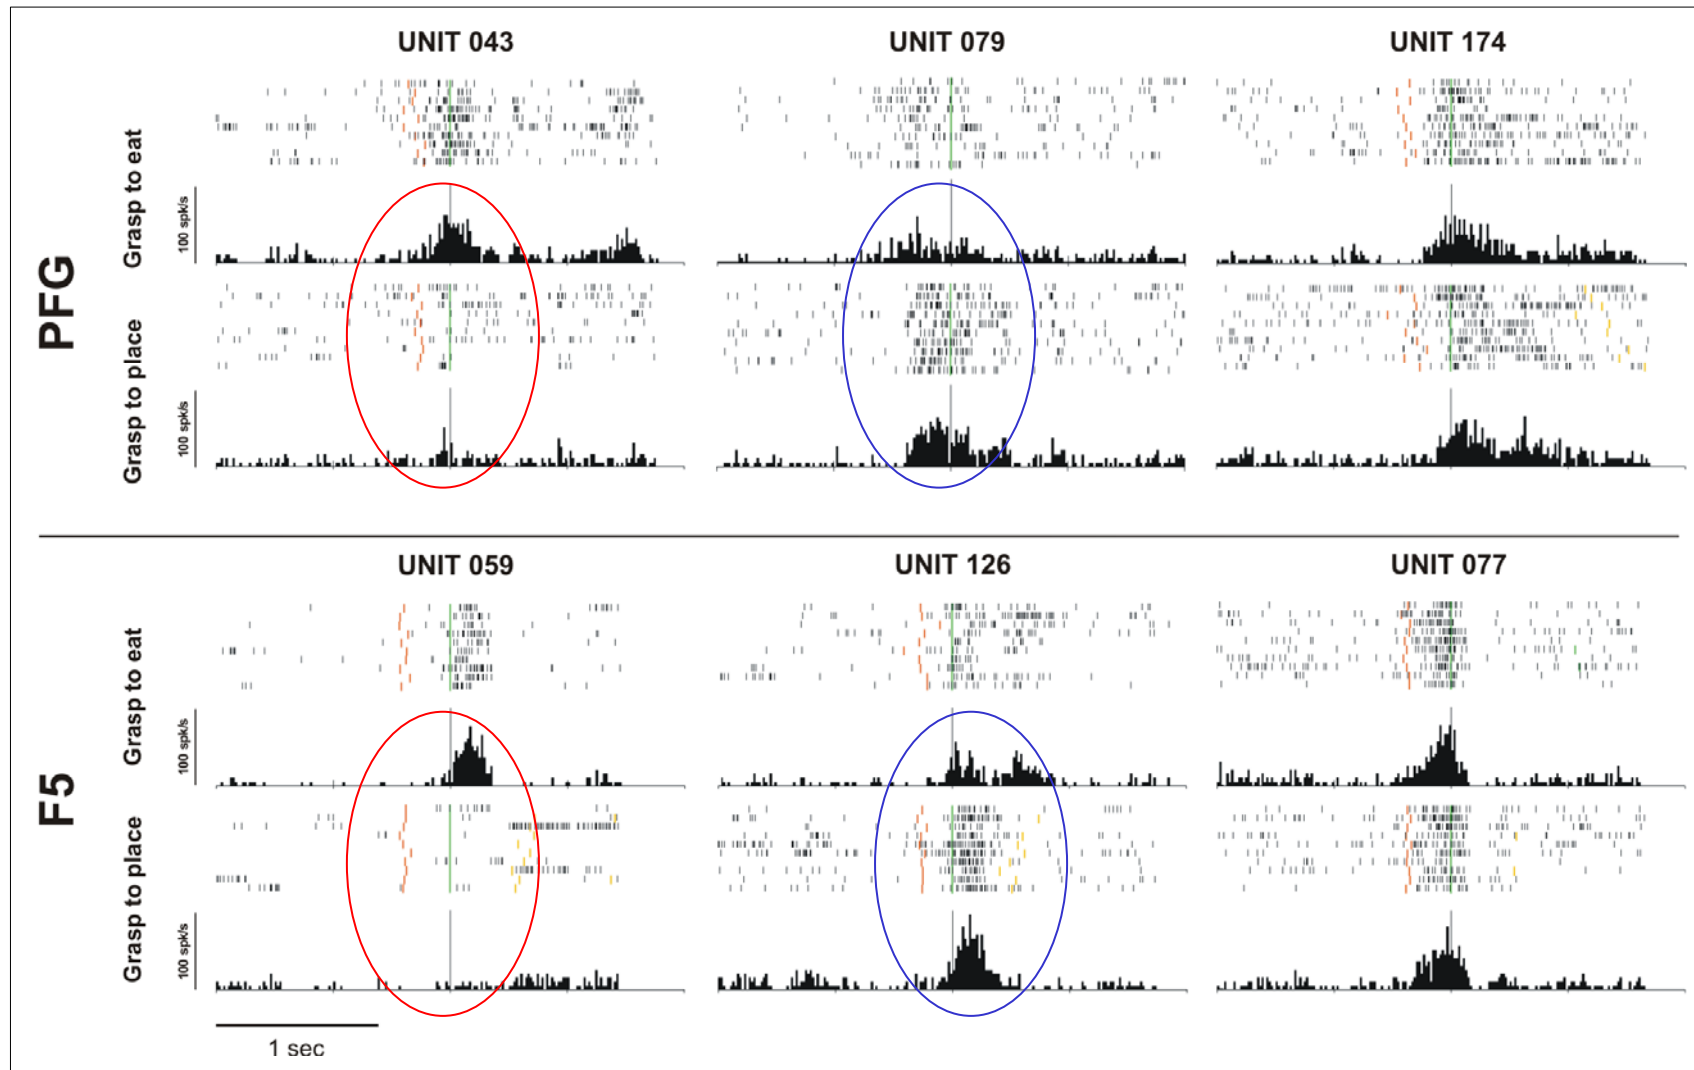 UNIT 043
UNIT 079
UNIT 174
PFG
Grasp to eat
100 spk/s
Grasp to place
100 spk/s
UNIT 059
UNIT 126
UNIT 077
F5
Grasp to eat
100 spk/s
Grasp to place
100 spk/s
1 sec